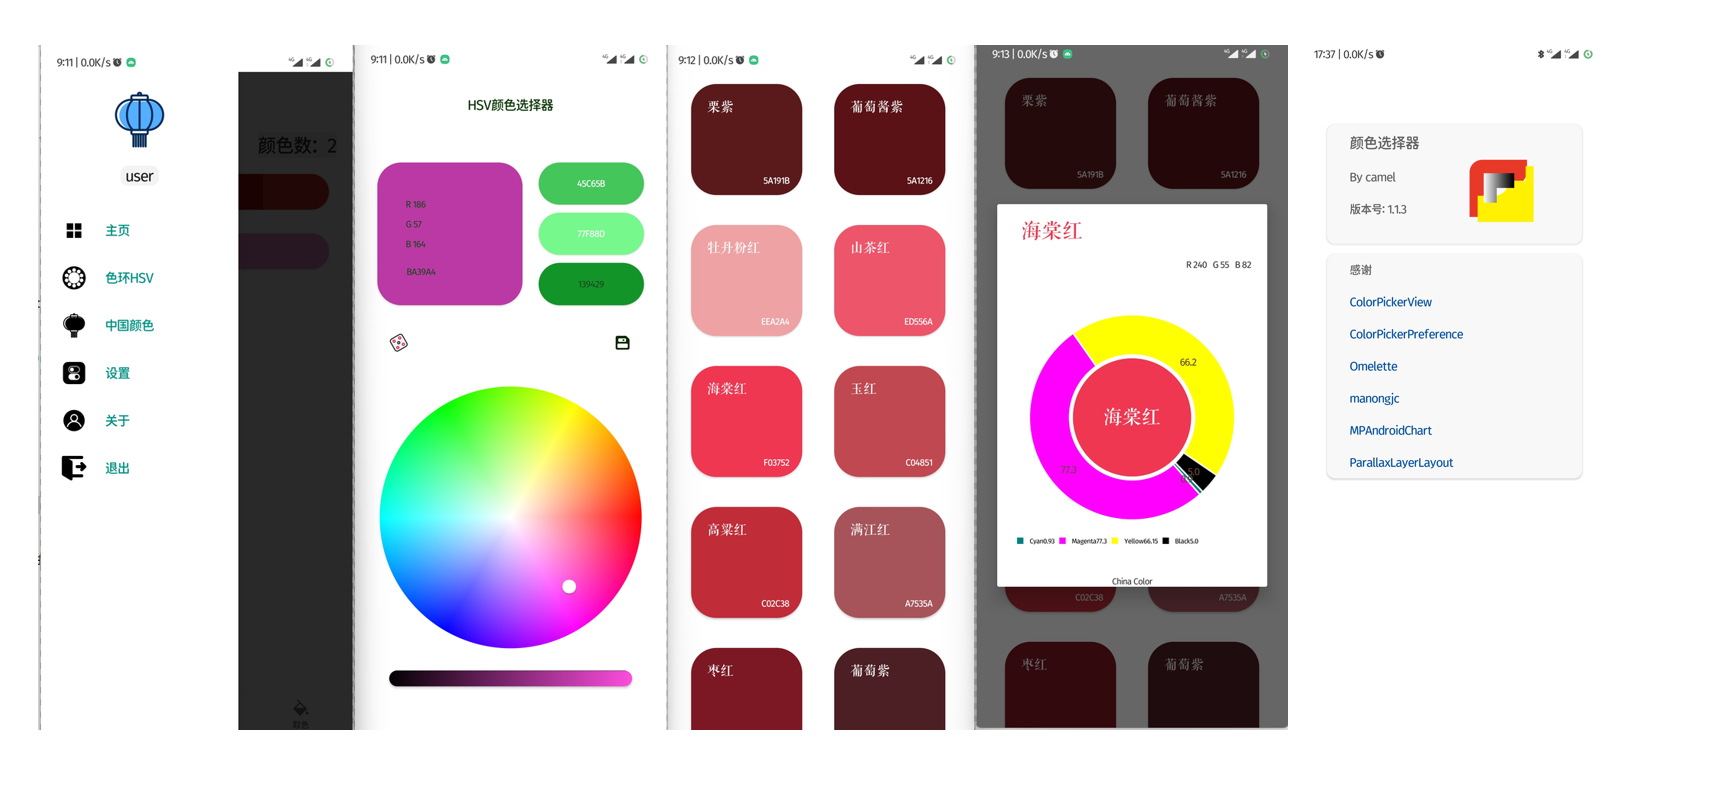 9:11 | 0.0K/s
user
主页
色环HSV
中国颜色
设置
关于
退出
颜色数：2
取色
9:11 | 0.0K/s
HSV颜色选择器
R 186
G 57
B 164
BA39A4
45C65B
77F88D
139429
9:12 | 0.0K/s
栗紫
5A191B
葡萄酱紫
5A1216
牡丹粉红
EEA2A4
山茶红
ED556A
海棠红
F03752
玉红
C04851
高粱红
C02C38
满江红
A7535A
枣红
葡萄紫
9:13 | 0.0K/s
栗紫
5A191B
葡萄酱紫
5A1216
海棠红
R 240 G 55 B 82
66.2
海棠红
77.3
5.0
Cyan0.93 Magenta77.3 Yellow66.15 Black5.0
China Color
C02C38
A7535A
枣红
葡萄紫
17:37 | 0.0K/s
颜色选择器
By camel
版本号: 1.1.3
感谢
ColorPickerView
ColorPickerPreference
Omelette
manongjc
MPAndroidChart
ParallaxLayerLayout